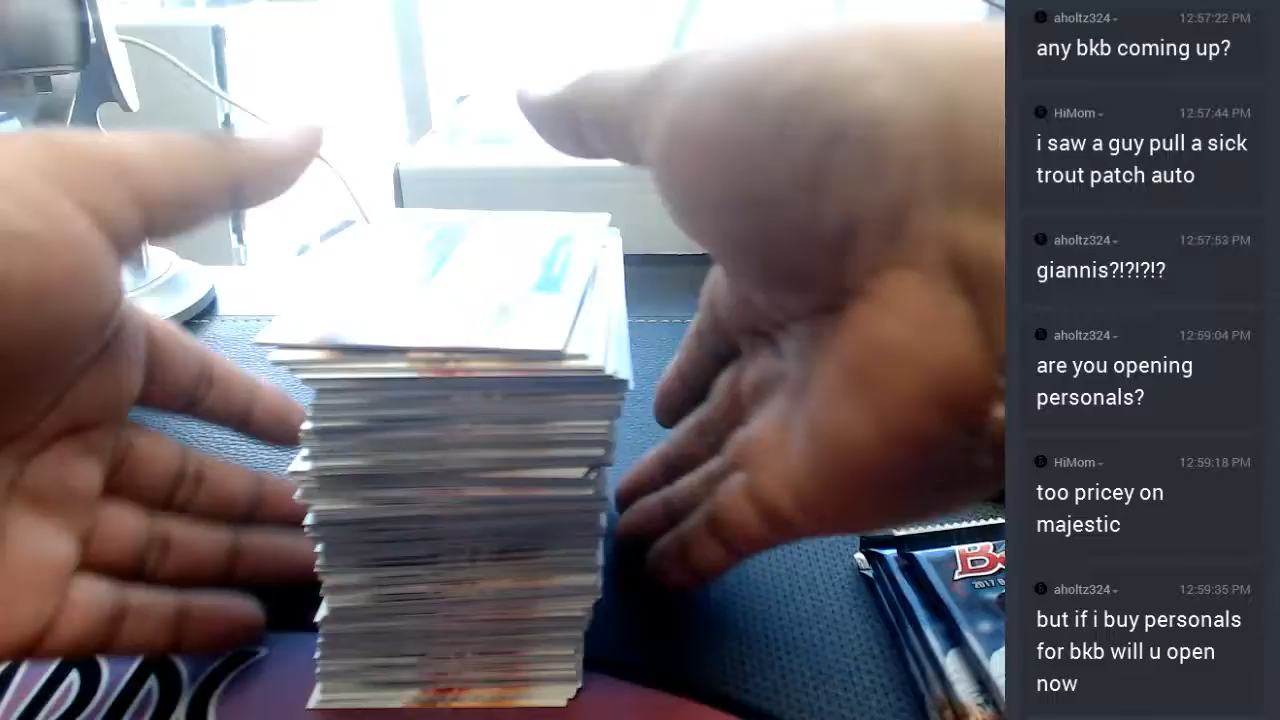 aholtz324
12:57:22 PM
any bkb coming up?
HiMom
12:57:44 PM
i saw a guy pull a sick
trout patch auto
aholtz324
12:57:53 PM
giannis?!?!?!?
aholtz324
12:59:04 PM
are you opening
personals?
HiMom
12:59:18 PM
too pricey on
majestic
aholtz324
12:59:35 PM
but if i buy personals
for bkb will u open
now
2017